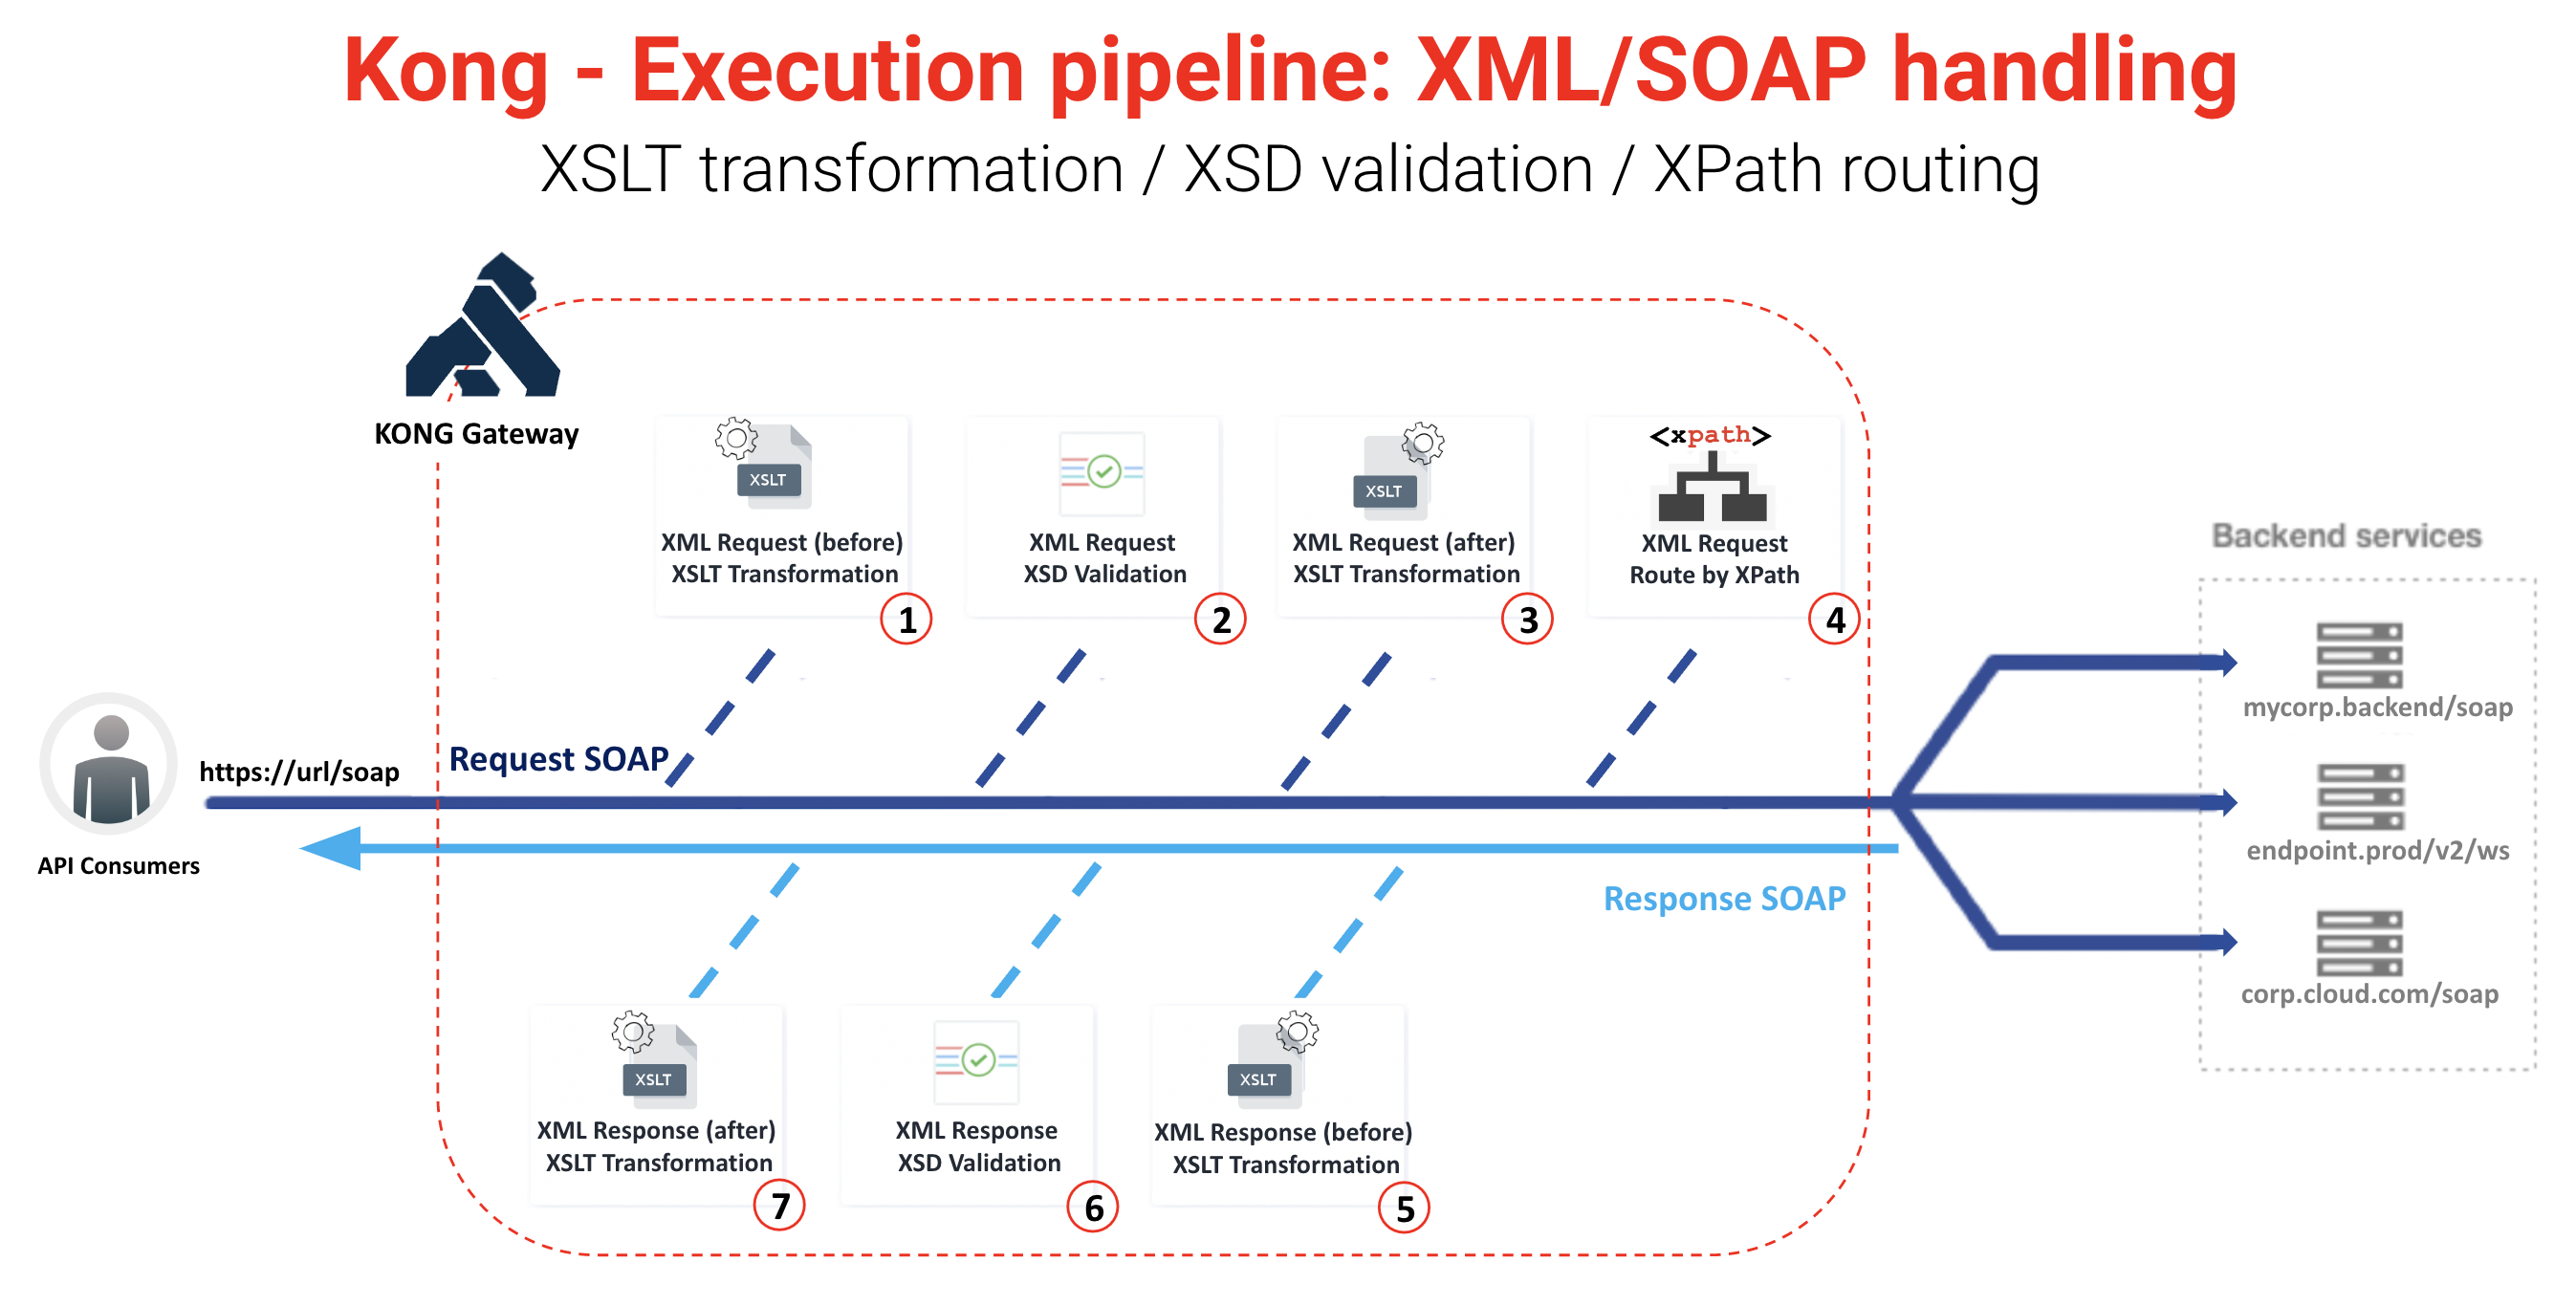 Kong - Execution pipeline: XML/SOAP handling
XSLT transformation / XSD validation / XPath routing
KONG Gateway
XSLT
XML Request (before)
XSLT Transformation
1
XML Request
XSD Validation
2
XSLT
XML Request (after)
XSLT Transformation
3
<xpath>
XML Request
Route by XPath
4
Backend services
mycorp.backend/soap
endpoint.prod/v2/ws
corp.cloud.com/soap
https://url/soap
Request SOAP
API Consumers
Response SOAP
XSLT
XML Response (after)
XSLT Transformation
7
XML Response
XSD Validation
6
XSLT
XML Response (before)
XSLT Transformation
5